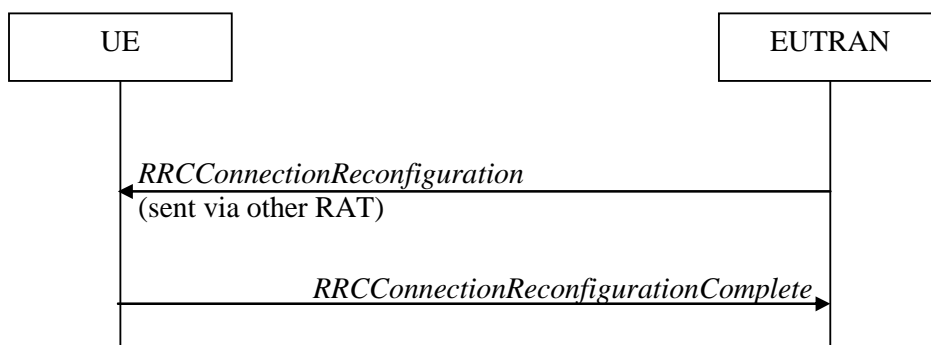 UE
EUTRAN
RRCConnectionReconfiguration
(sent via other RAT)
RRCConnectionReconfigurationComplete